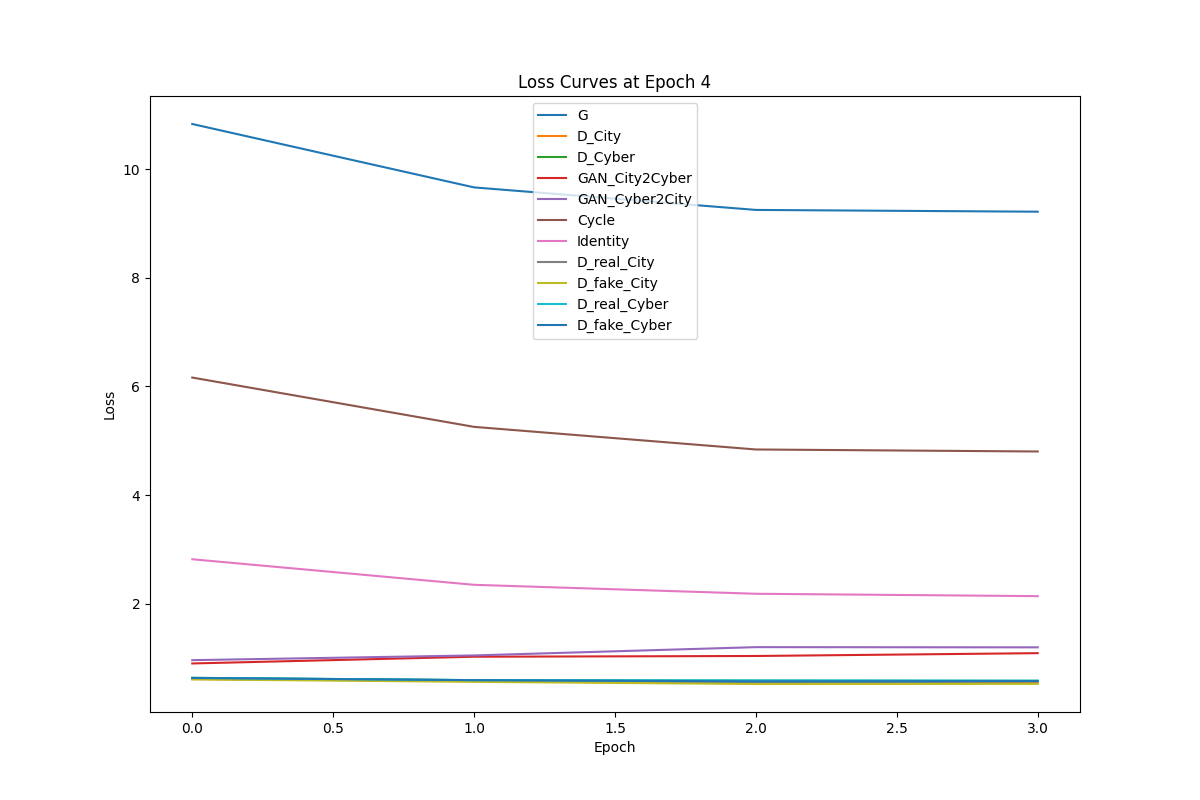 Loss Curves at Epoch 4
G
D_City
D_Cyber
GAN_City2Cyber
GAN_Cyber2City
Cycle
Identity
D_real_City
D_fake_City
D_real_Cyber
D_fake_Cyber
10
8
6
4
2
Loss
0.0 0.5 1.0 1.5 2.0 2.5 3.0
Epoch